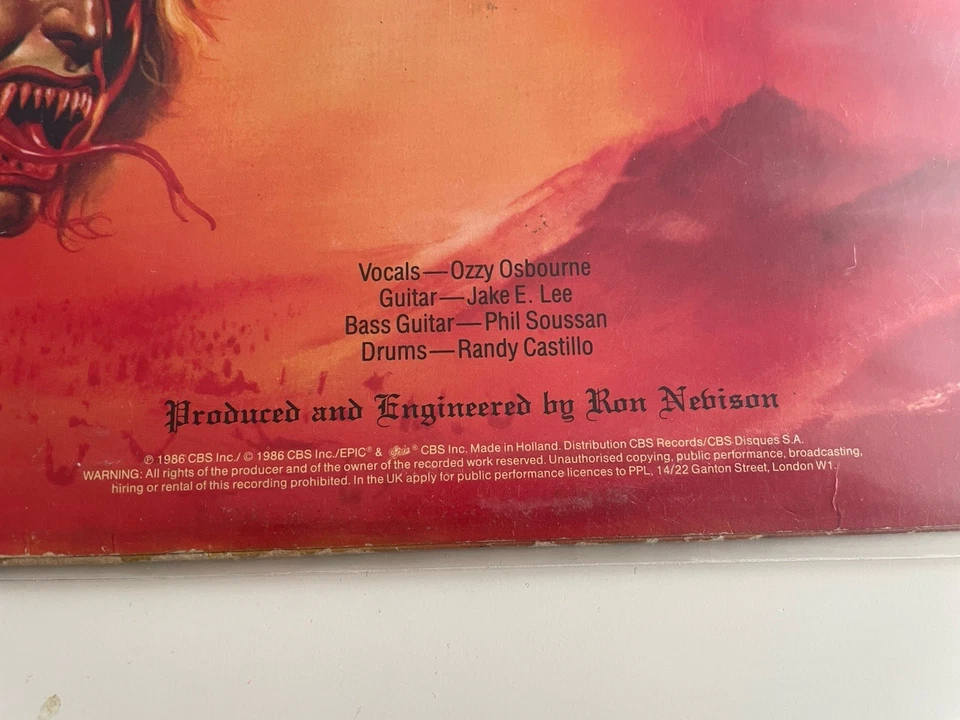 Vocals—Ozzy Osbourne
Guitar—Jake E. Lee
Bass Guitar—Phil Soussan
Drums—Randy Castillo
Produced and Engineered by Ron Nevison
℗ 1986 CBS Inc./ © 1986 CBS Inc./EPIC® & Epic® CBS Inc. Made in Holland. Distribution CBS Records/CBS Disques S.A.
WARNING: All rights of the producer and of the owner of the recorded work reserved. Unauthorised copying, public performance, broadcasting,
hiring or rental of this recording prohibited. In the UK apply for public performance licences to PPL, 14/22 Ganton Street, London W1.